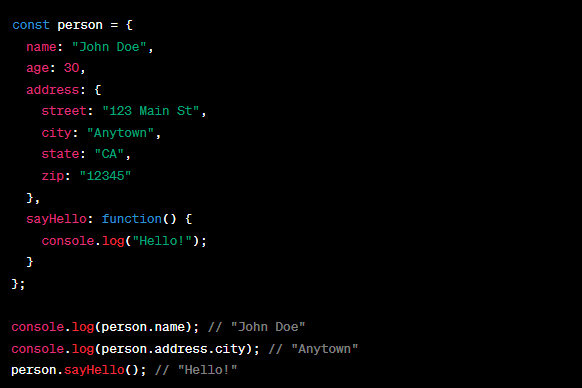 const person = {
  name: "John Doe",
  age: 30,
  address: {
    street: "123 Main St",
    city: "Anytown",
    state: "CA",
    zip: "12345"
  },
  sayHello: function() {
    console.log("Hello!");
  }
};

console.log(person.name); // "John Doe"
console.log(person.address.city); // "Anytown"
person.sayHello(); // "Hello!"